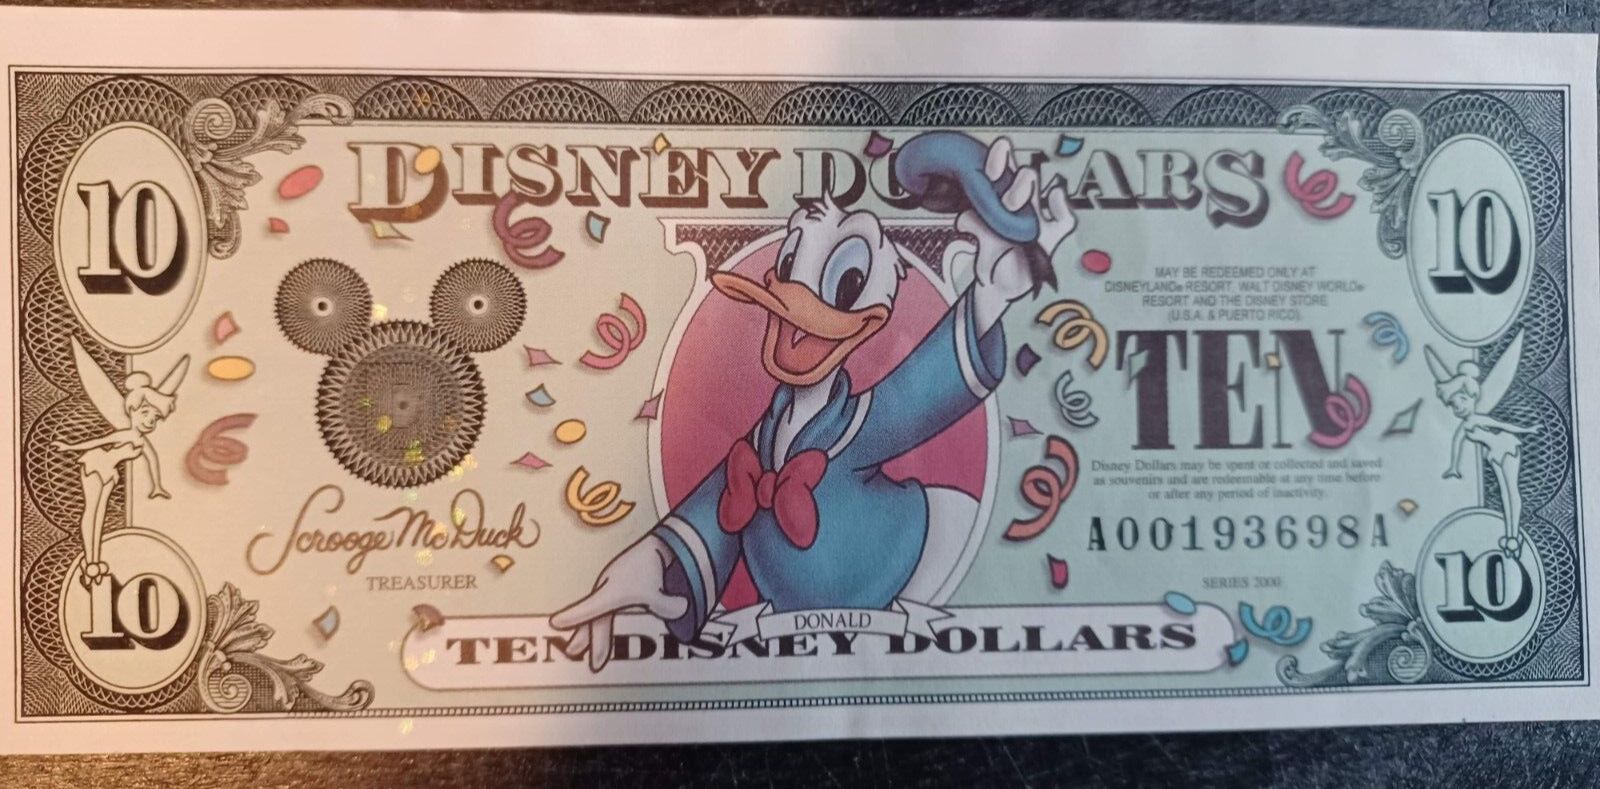 DISNEY DOLLARS
10
10
MAY BE REDEEMED ONLY AT
DISNEYLAND® RESORT, WALT DISNEY WORLD®
RESORT AND THE DISNEY STORE
(U.S.A. & PUERTO RICO).
TEN
Disney Dollars may be spent or collected and saved
as souvenirs and are redeemable at any time before
or after any period of inactivity.
A00193698A
Scrooge McDuck
TREASURER
SERIES 2000
10
10
DONALD
TEN DISNEY DOLLARS